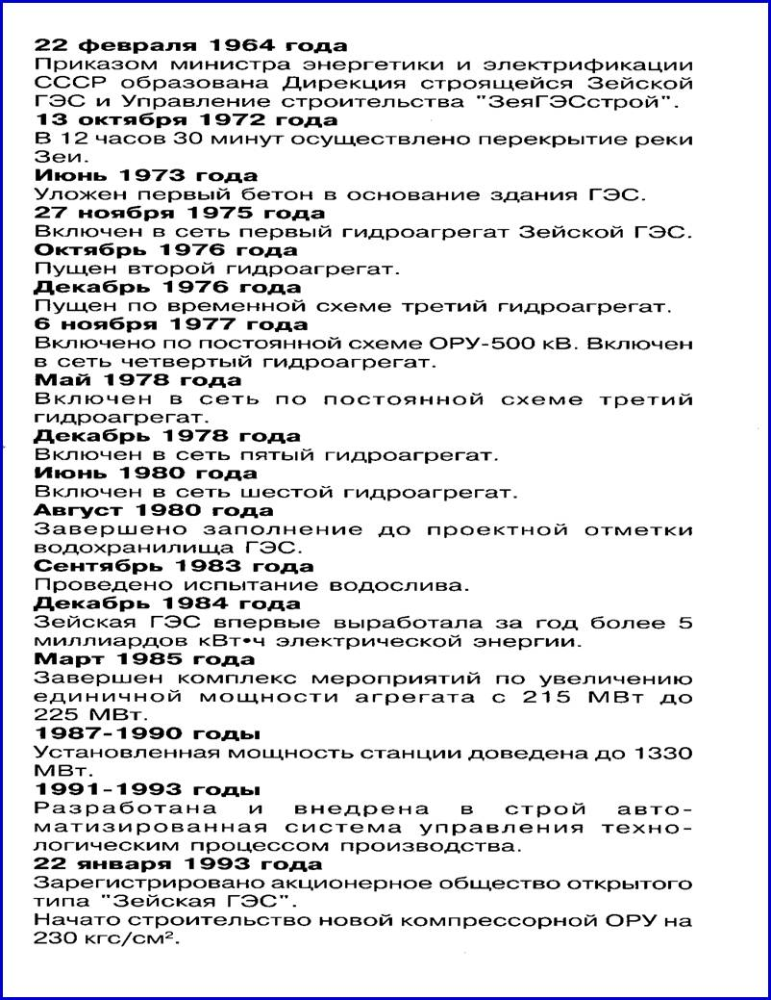 22 февраля 1964 года
Приказом министра энергетики и электрификации
СССР образована Дирекция строящейся Зейской
ГЭС и Управление строительства "ЗеяГЭСстрой".
13 октября 1972 года
В 12 часов 30 минут осуществлено перекрытие реки
Зеи.
Июнь 1973 года
Уложен первый бетон в основание здания ГЭС.
27 ноября 1975 года
Включен в сеть первый гидроагрегат Зейской ГЭС.
Октябрь 1976 года
Пущен второй гидроагрегат.
Декабрь 1976 года
Пущен по временной схеме третий гидроагрегат.
6 ноября 1977 года
Включено по постоянной схеме ОРУ-500 кВ. Включен
в сеть четвертый гидроагрегат.
Май 1978 года
Включен в сеть по постоянной схеме третий
гидроагрегат.
Декабрь 1978 года
Включен в сеть пятый гидроагрегат.
Июнь 1980 года
Включен в сеть шестой гидроагрегат.
Август 1980 года
Завершено заполнение до проектной отметки
водохранилища ГЭС.
Сентябрь 1983 года
Проведено испытание водослива.
Декабрь 1984 года
Зейская ГЭС впервые выработала за год более 5
миллиардов кВт•ч электрической энергии.
Март 1985 года
Завершен комплекс мероприятий по увеличению
единичной мощности агрегата с 215 МВт до
225 МВт.
1987-1990 годы
Установленная мощность станции доведена до 1330
МВт.
1991-1993 годы
Разработана и внедрена в строй авто-
матизированная система управления техно-
логическим процессом производства.
22 января 1993 года
Зарегистрировано акционерное общество открытого
типа "Зейская ГЭС".
Начато строительство новой компрессорной ОРУ на
230 кгс/см².